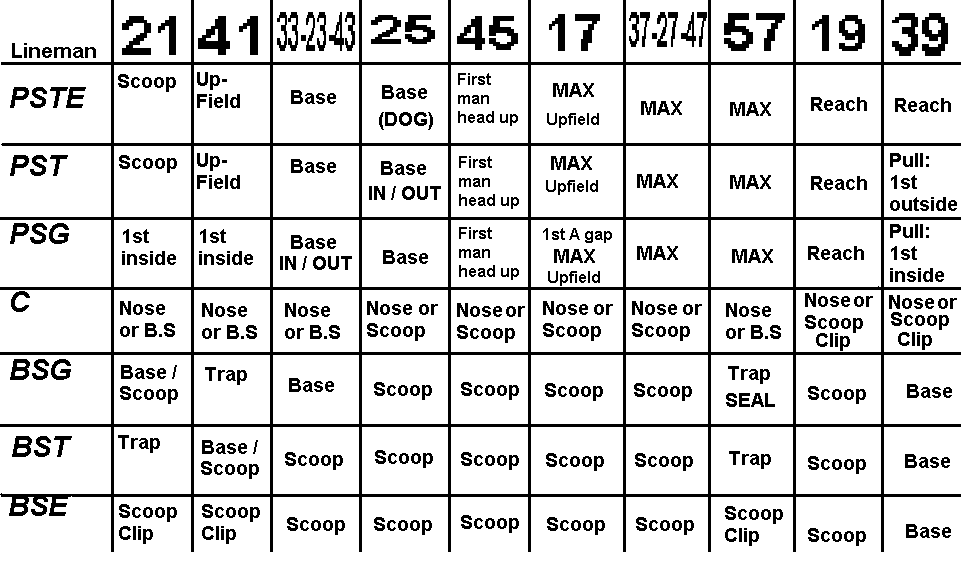 Lineman
21
41
33-23-43
25
45
17
37-27-47
57
19
39
PSTE
Scoop
Up-
Field
Base
Base
(DOG)
First
man
head up
MAX
Upfield
MAX
MAX
Reach
Reach
PST
Scoop
Up-
Field
Base
Base
IN / OUT
First
man
head up
MAX
Upfield
MAX
MAX
Reach
Pull:
1st
outside
PSG
1st
inside
1st
inside
Base
IN / OUT
Base
First
man
head up
1st A gap
MAX
Upfield
MAX
MAX
Reach
Pull:
1st
inside
C
Nose
or B.S
Nose
or B.S
Nose
or B.S
Nose or
Scoop
Nose or
Scoop
Nose or
Scoop
Nose or
Scoop
Nose
or B.S
Nose or
Scoop
Clip
Nose or
Scoop
Clip
BSG
Base /
Scoop
Trap
Base
Scoop
Scoop
Scoop
Scoop
Trap
SEAL
Scoop
Base
BST
Trap
Base /
Scoop
Scoop
Scoop
Scoop
Scoop
Scoop
Trap
Scoop
Base
BSE
Scoop
Clip
Scoop
Clip
Scoop
Scoop
Scoop
Scoop
Scoop
Scoop
Clip
Scoop
Base